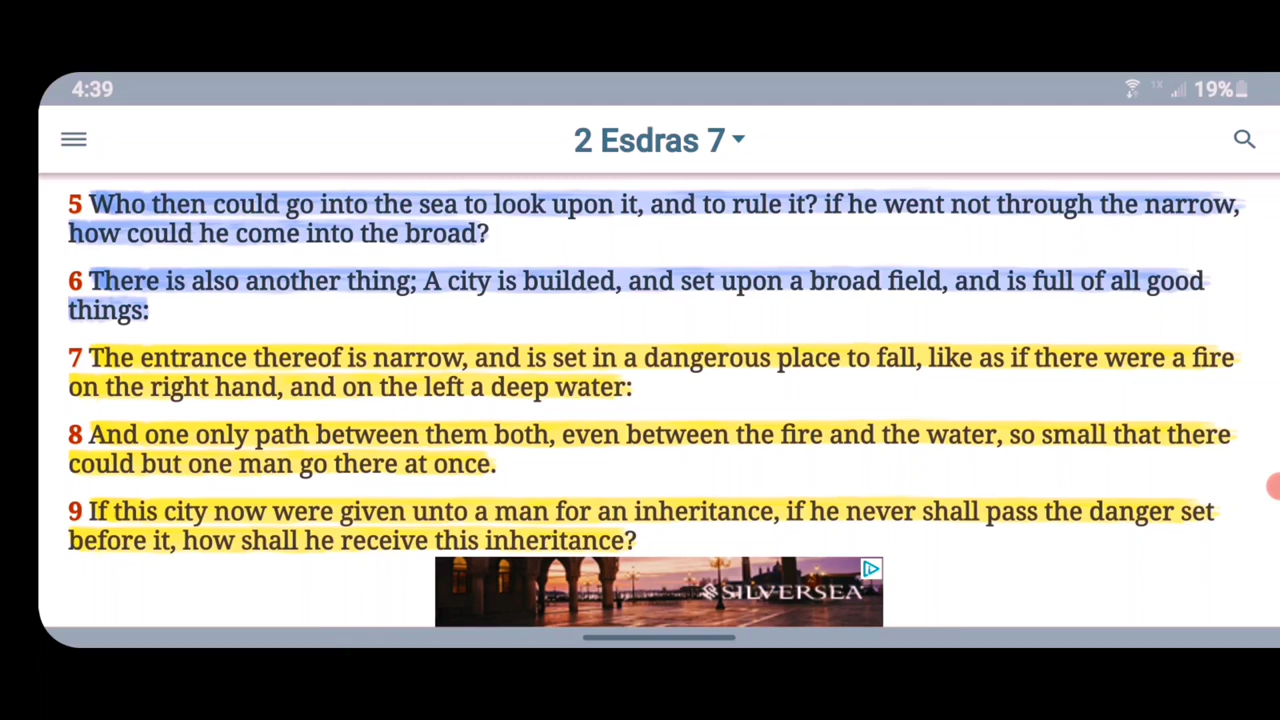 4:39 1X 19%
2 Esdras 7
5 Who then could go into the sea to look upon it, and to rule it? if he went not through the narrow,
how could he come into the broad?
6 There is also another thing; A city is builded, and set upon a broad field, and is full of all good
things:
7 The entrance thereof is narrow, and is set in a dangerous place to fall, like as if there were a fire
on the right hand, and on the left a deep water:
8 And one only path between them both, even between the fire and the water, so small that there
could but one man go there at once.
9 If this city now were given unto a man for an inheritance, if he never shall pass the danger set
before it, how shall he receive this inheritance?
SILVERSEA